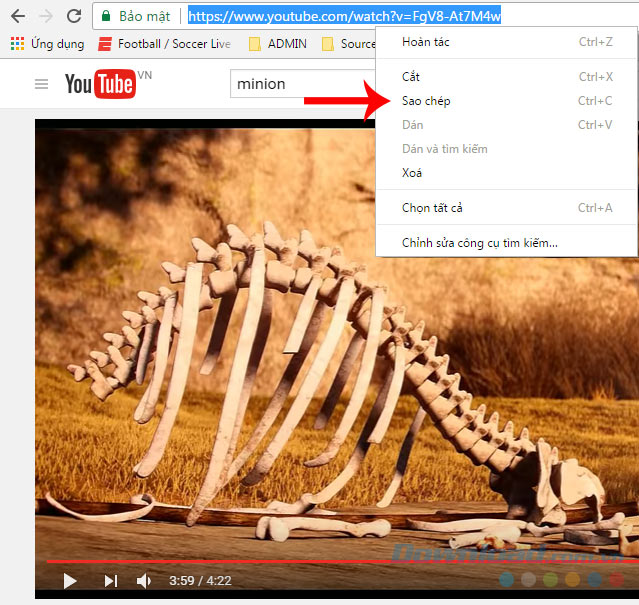 Bảo mật | https://www.youtube.com/watch?v=FgV8-At7M4w
Ứng dụng Football / Soccer Live ADMIN Source
YouTube VN
minion
Hoàn tác Ctrl+Z
Cắt Ctrl+X
Sao chép Ctrl+C
Dán Ctrl+V
Dán và tìm kiếm
Xoá
Chọn tất cả Ctrl+A
Chỉnh sửa công cụ tìm kiếm...
Download.com.vn
3:59 / 4:22